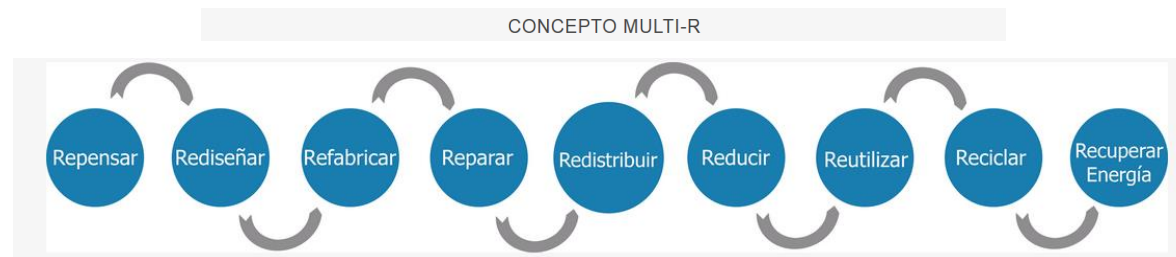 CONCEPTO MULTI-R
Repensar
Rediseñar
Refabricar
Reparar
Redistribuir
Reducir
Reutilizar
Reciclar
Recuperar
Energía